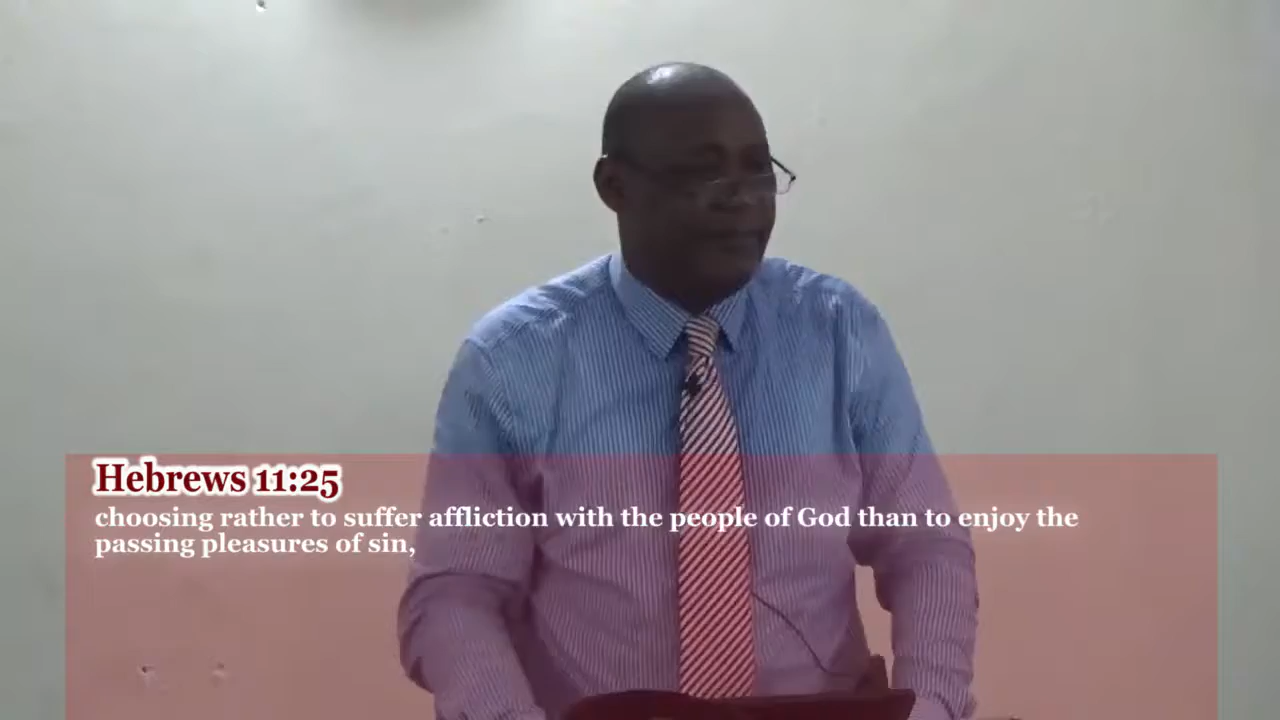 Hebrews 11:25
choosing rather to suffer affliction with the people of God than to enjoy the
passing pleasures of sin,